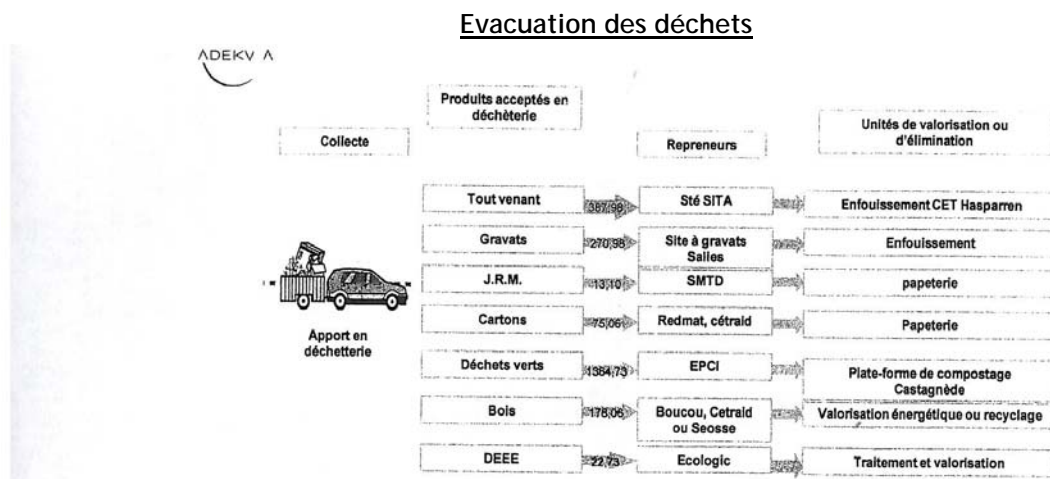 Evacuation des déchets
ADEKV A
Produits acceptés en
déchèterie
Collecte
Repreneurs
Unités de valorisation ou
d'élimination
Tout venant
387,98
Sté SITA
Enfouissement CET Hasparren
Gravats
270,98
Site à gravats
Salles
Enfouissement
J.R.M.
13,10
SMTD
papeterie
Cartons
75,06
Redmat, cétraid
Papeterie
Apport en
déchetterie
Déchets verts
1364,73
EPCI
Plate-forme de compostage
Castagnède
Bois
178,06
Boucou, Cetraid
ou Seosse
Valorisation énergétique ou recyclage
DEEE
22,73
Ecologic
Traitement et valorisation